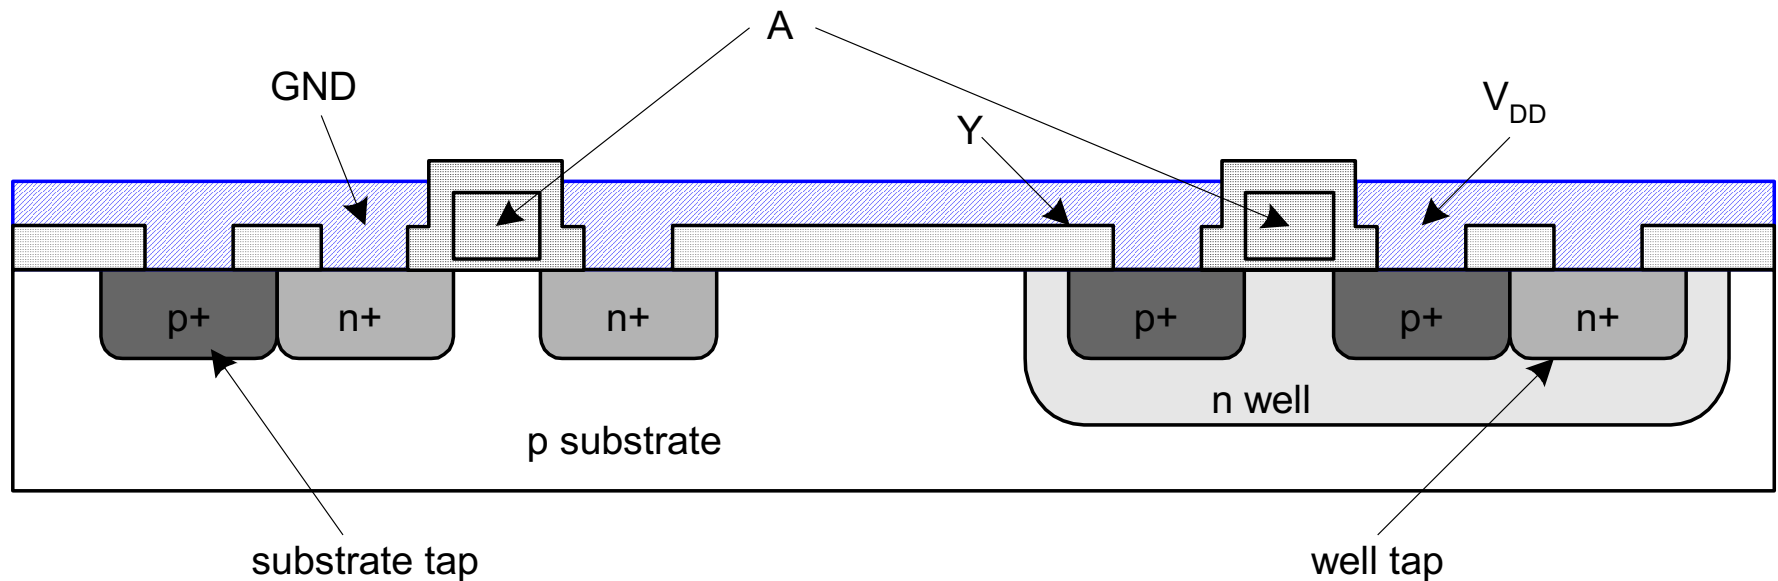 A
GND
Y
VDD
p+
n+
n+
p+
p+
n+
n well
p substrate
substrate tap
well tap